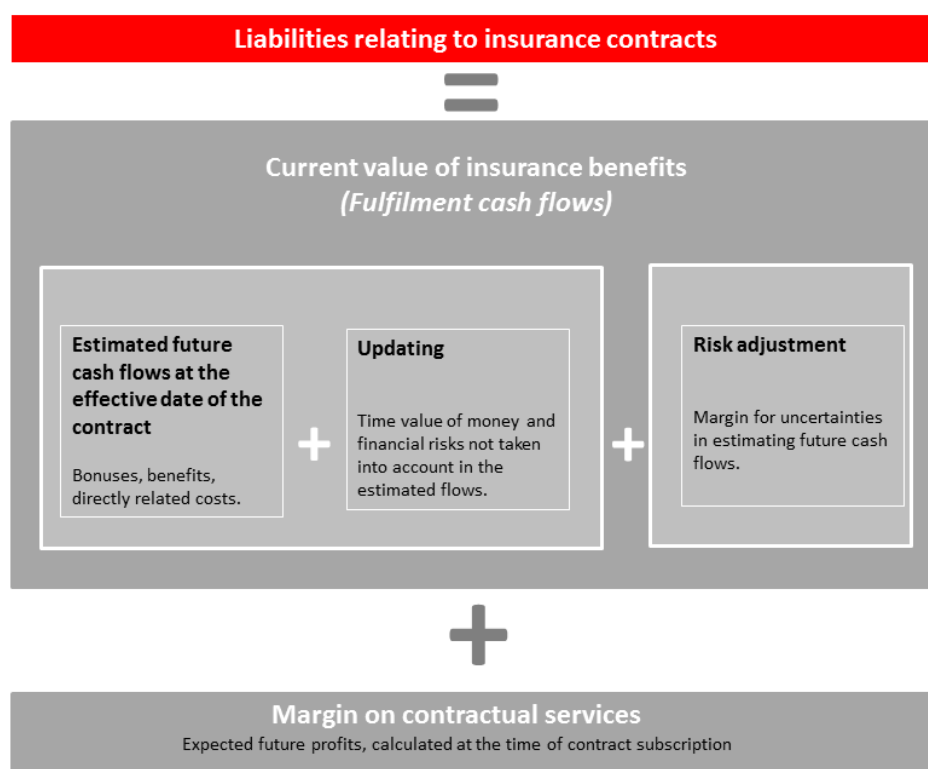 Liabilities relating to insurance contracts
=
Current value of insurance benefits
(Fulfilment cash flows)
Estimated future
cash flows at the
effective date of the
contract
Bonuses, benefits,
directly related costs.
+
Updating
Time value of money and
financial risks not taken
into account in the
estimated flows.
+
Risk adjustment
Margin for uncertainties
in estimating future cash
flows.
+
Margin on contractual services
Expected future profits, calculated at the time of contract subscription